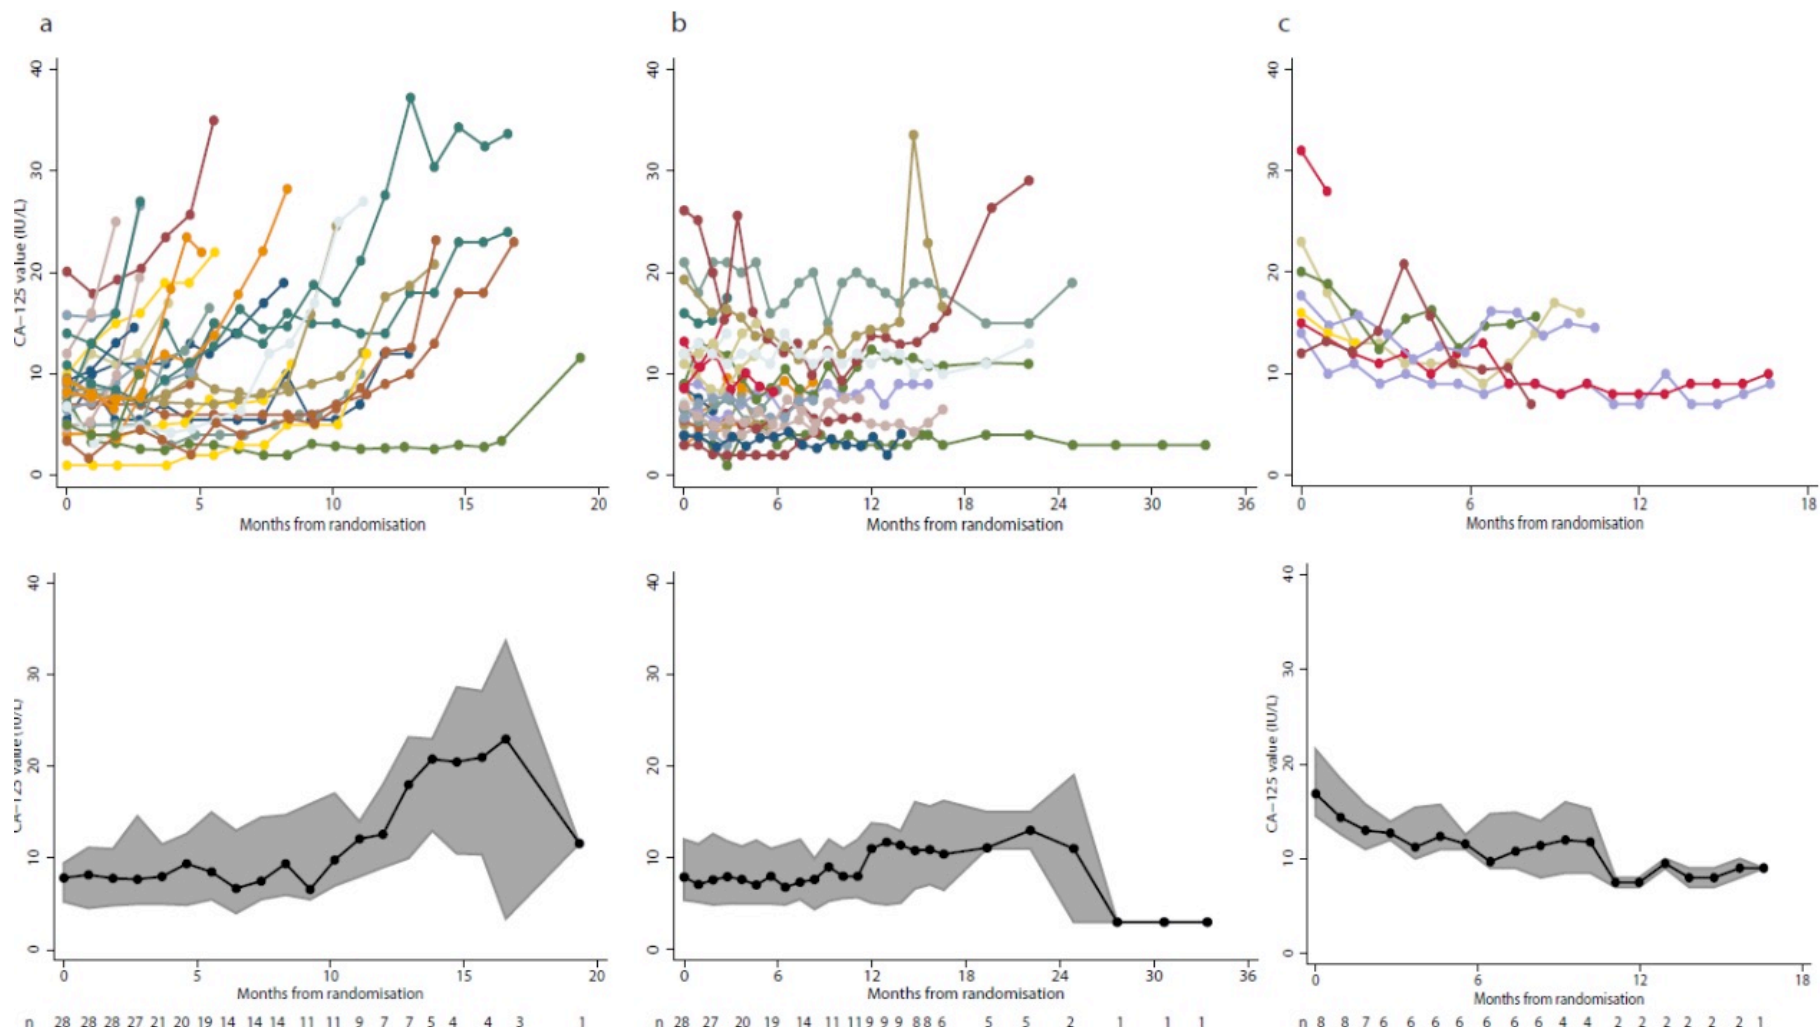 a
b
c
CA−125 value (IU/L)
40
30
20
10
0
0 5 10 15 20
Months from randomisation
40
30
20
10
0
0 6 12 18 24 30 36
Months from randomisation
40
30
20
10
0
6 6 12 18
Months from randomisation
CA−125 value (IU/L)
40
30
20
10
0
0 5 10 15 20
Months from randomisation
n 28 28 28 27 21 20 19 14 14 14 11 11 9 7 7 5 4 4 3 1
40
30
20
10
0
0 6 12 18 24 30 36
Months from randomisation
n 28 27 20 19 14 11 11 9 9 9 8 8 6 5 5 2 1 1 1
CA−125 value (IU/L)
40
30
20
10
0
0 6 12 18
Months from randomisation
n 8 8 7 6 6 6 6 6 6 6 4 4 2 2 2 2 2 2 1